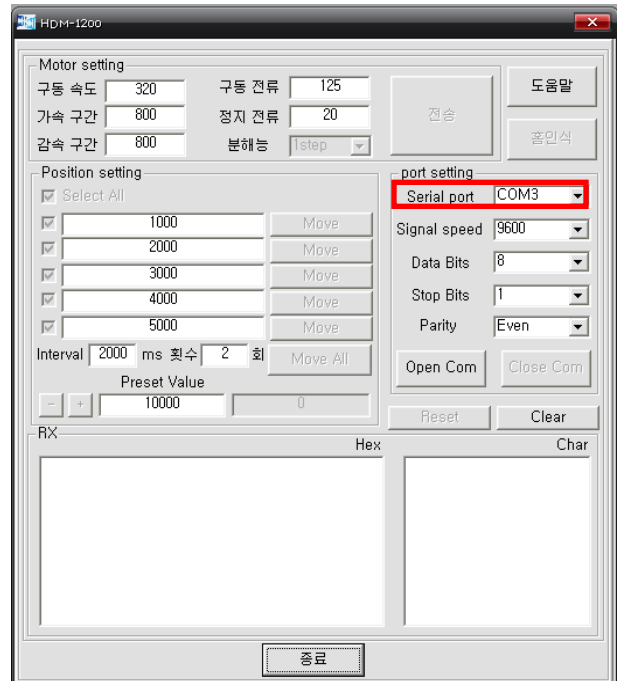 HDM-1200
Motor setting
구동 속도 320 구동 전류 125
가속 구간 800 정지 전류 20
감속 구간 800 분해능 1step
전송
도움말
홈인식
Position setting
Select All
1000 Move
2000 Move
3000 Move
4000 Move
5000 Move
Interval 2000 ms 횟수 2 회 Move All
Preset Value
- + 10000 0
port setting
Serial port COM3
Signal speed 9600
Data Bits 8
Stop Bits 1
Parity Even
Open Com Close Com
Reset Clear
RX
Hex Char
종료